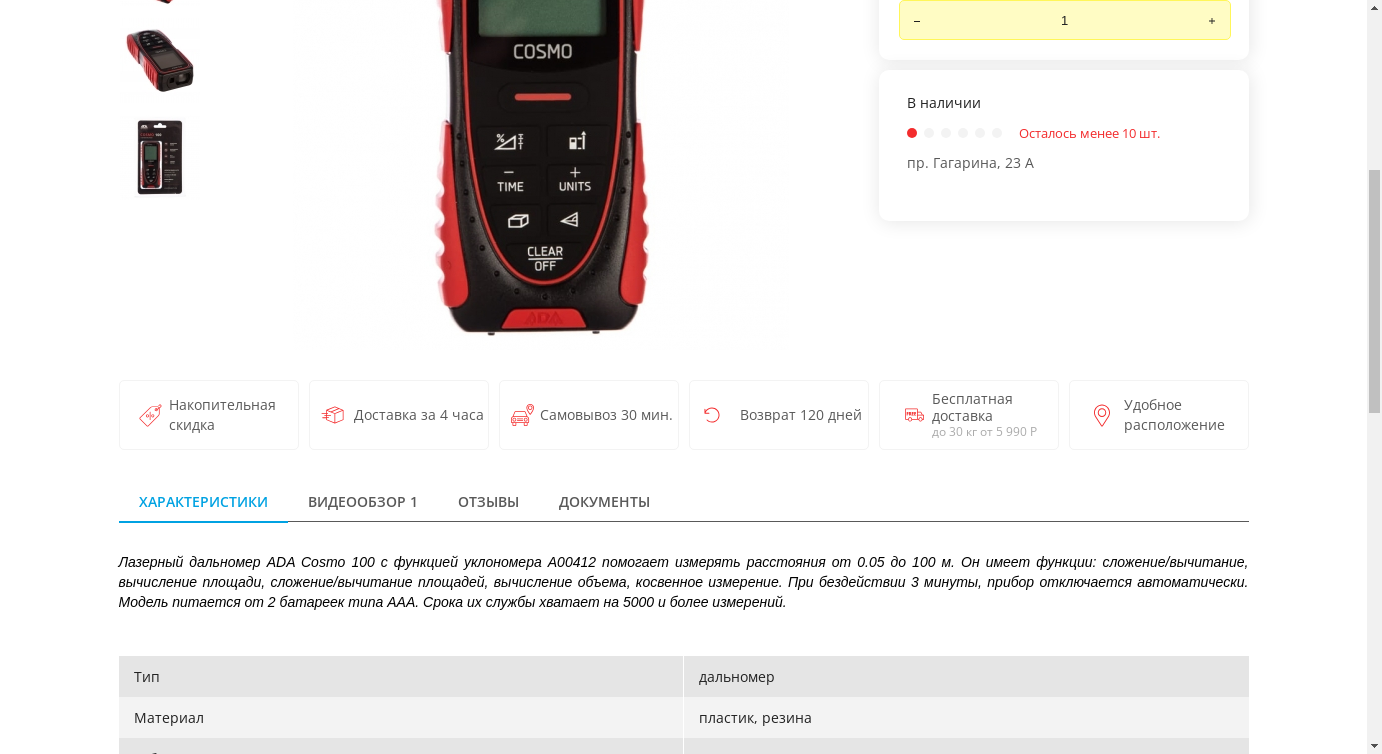 − 1 +
В наличии
Осталось менее 10 шт.
пр. Гагарина, 23 А
COSMO
− +
TIME UNITS
CLEAR
OFF
ADA
Накопительная
скидка
Доставка за 4 часа
Самовывоз 30 мин.
Возврат 120 дней
Бесплатная
доставка
до 30 кг от 5 990 Р
Удобное
расположение
ХАРАКТЕРИСТИКИ ВИДЕООБЗОР 1 ОТЗЫВЫ ДОКУМЕНТЫ
Лазерный дальномер ADA Cosmo 100 с функцией уклономера А00412 помогает измерять расстояния от 0.05 до 100 м. Он имеет функции: сложение/вычитание,
вычисление площади, сложение/вычитание площадей, вычисление объема, косвенное измерение. При бездействии 3 минуты, прибор отключается автоматически.
Модель питается от 2 батареек типа ААА. Срока их службы хватает на 5000 и более измерений.
Тип дальномер
Материал пластик, резина